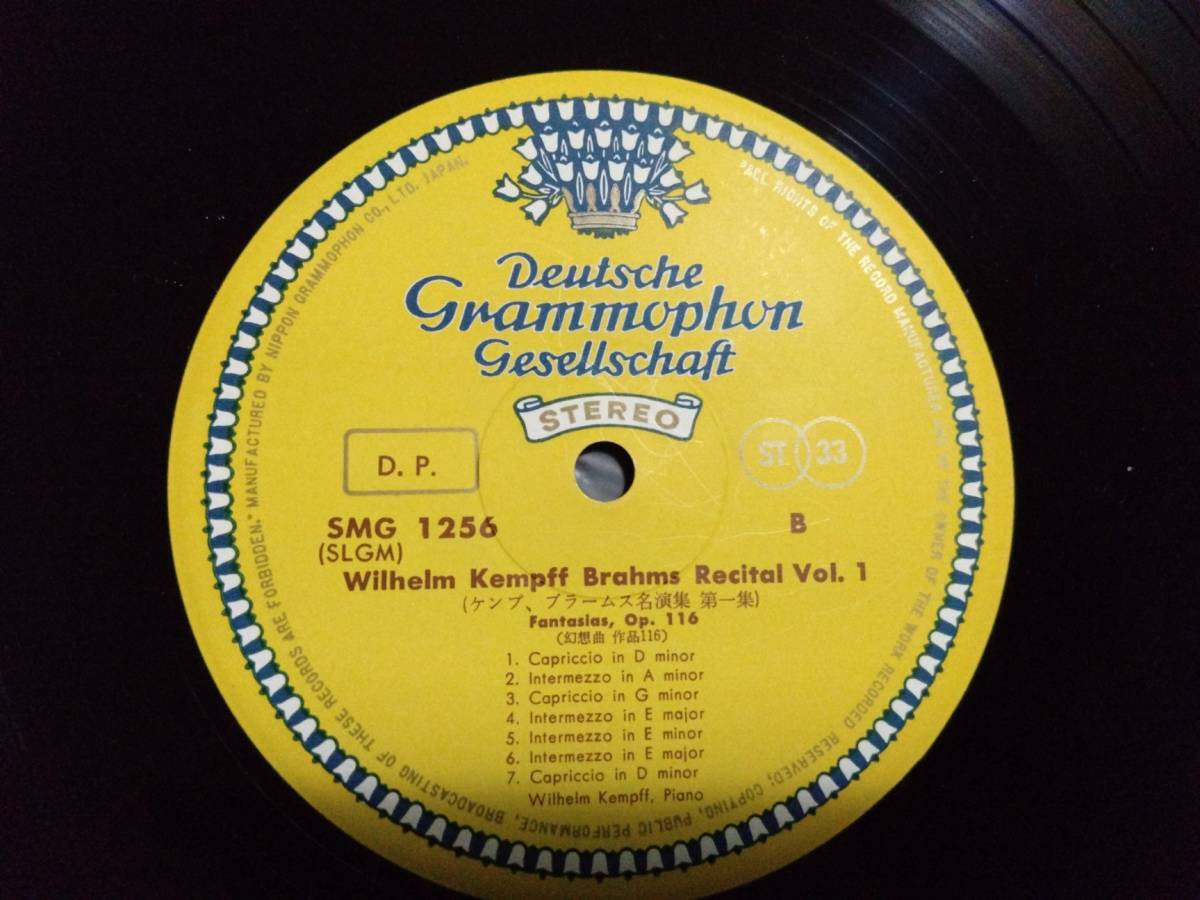 Deutsche
Grammophon
Gesellschaft
STEREO
D. P.
ST. 33
SMG 1256
B
(SLGM)
Wilhelm Kempff Brahms Recital Vol. 1
(ケンプ、ブラームス名演集 第一集)
Fantasias, Op. 116
(幻想曲 作品116)
1. Capriccio in D minor
2. Intermezzo in A minor
3. Capriccio in G minor
4. Intermezzo in E major
5. Intermezzo in E minor
6. Intermezzo in E major
7. Capriccio in D minor
Wilhelm Kempff, Piano
RIGHTS OF THE RECORD MANUFACTURER AND OF THE OWNER OF THE WORK RECORDED RESERVED; COPYING, PUBLIC PERFORMANCE, BROADCASTING OF THESE RECORDS ARE FORBIDDEN." MANUFACTURED BY NIPPON GRAMMOPHON CO., LTD. JAPAN.